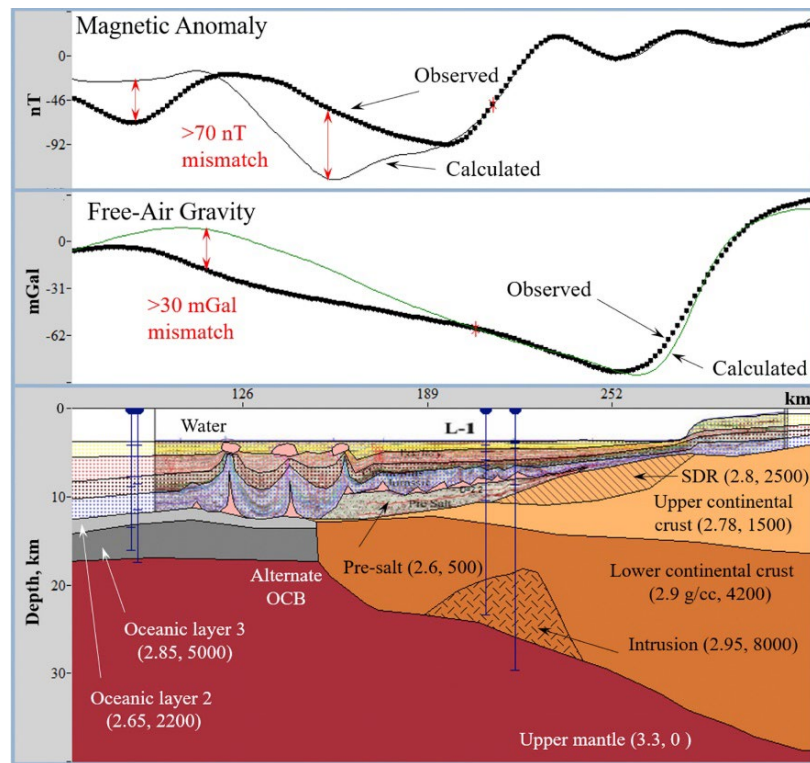 Magnetic Anomaly
0
Observed
-46
nT
>70 nT
mismatch
-92
Calculated
Free-Air Gravity
0
-31
mGal
Observed
>30 mGal
mismatch
-62
Calculated
0
126
189
252
km
Water
L-1
SDR (2.8, 2500)
10
Pre Salt
Upper continental
crust (2.78, 1500)
Pre-salt (2.6, 500)
Depth, km
20
Alternate
OCB
Lower continental crust
(2.9 g/cc, 4200)
Oceanic layer 3
(2.85, 5000)
Intrusion (2.95, 8000)
30
Oceanic layer 2
(2.65, 2200)
Upper mantle (3.3, 0 )